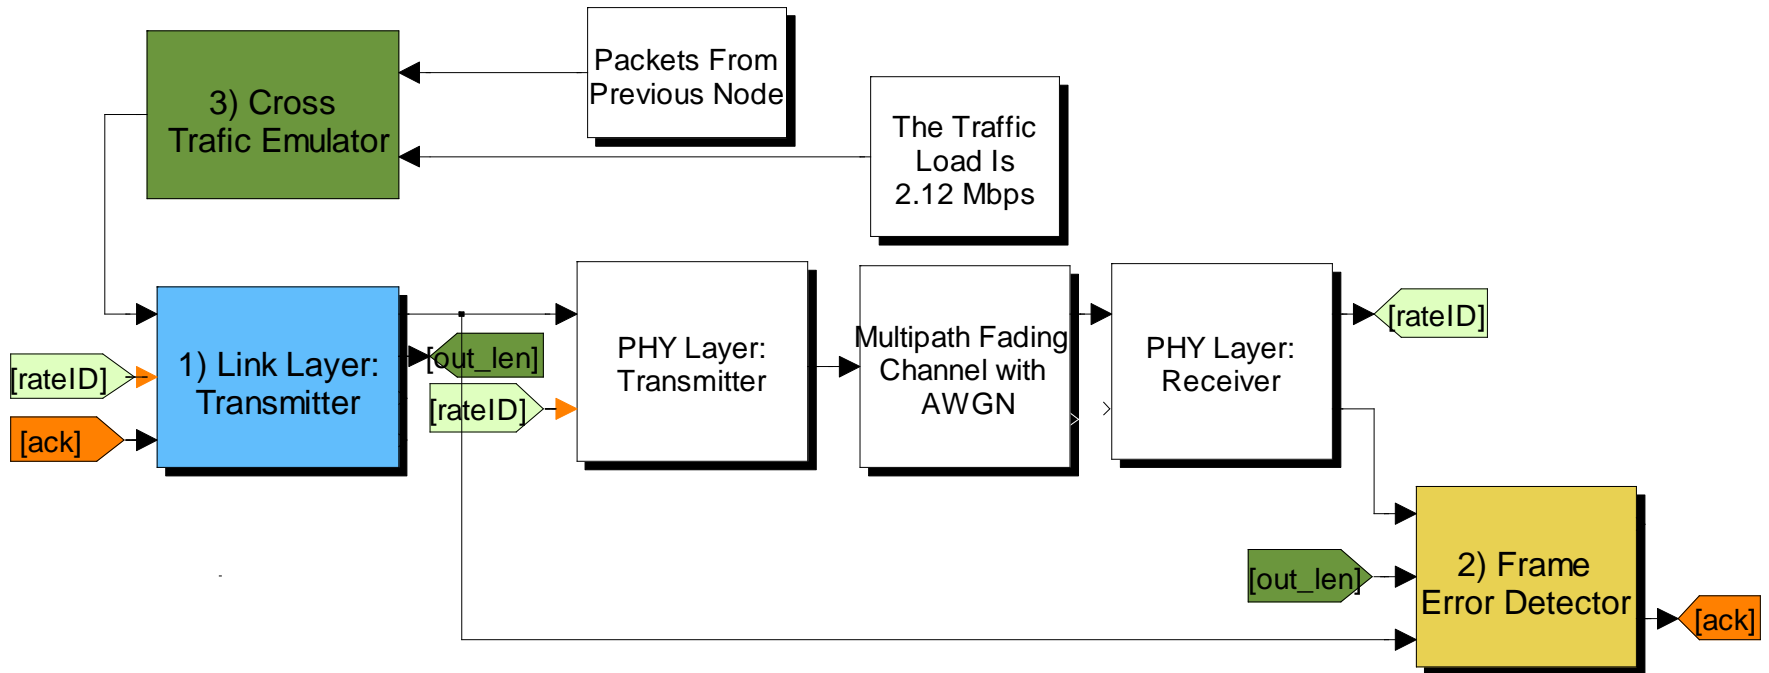 Packets From
Previous Node
3) Cross
Trafic Emulator
The Traffic
Load Is
2.12 Mbps
[rateID]
[ack]
1) Link Layer:
Transmitter
[out_len]
[rateID]
PHY Layer:
Transmitter
Multipath Fading
Channel with
AWGN
PHY Layer:
Receiver
[rateID]
[out_len]
2) Frame
Error Detector
[ack]